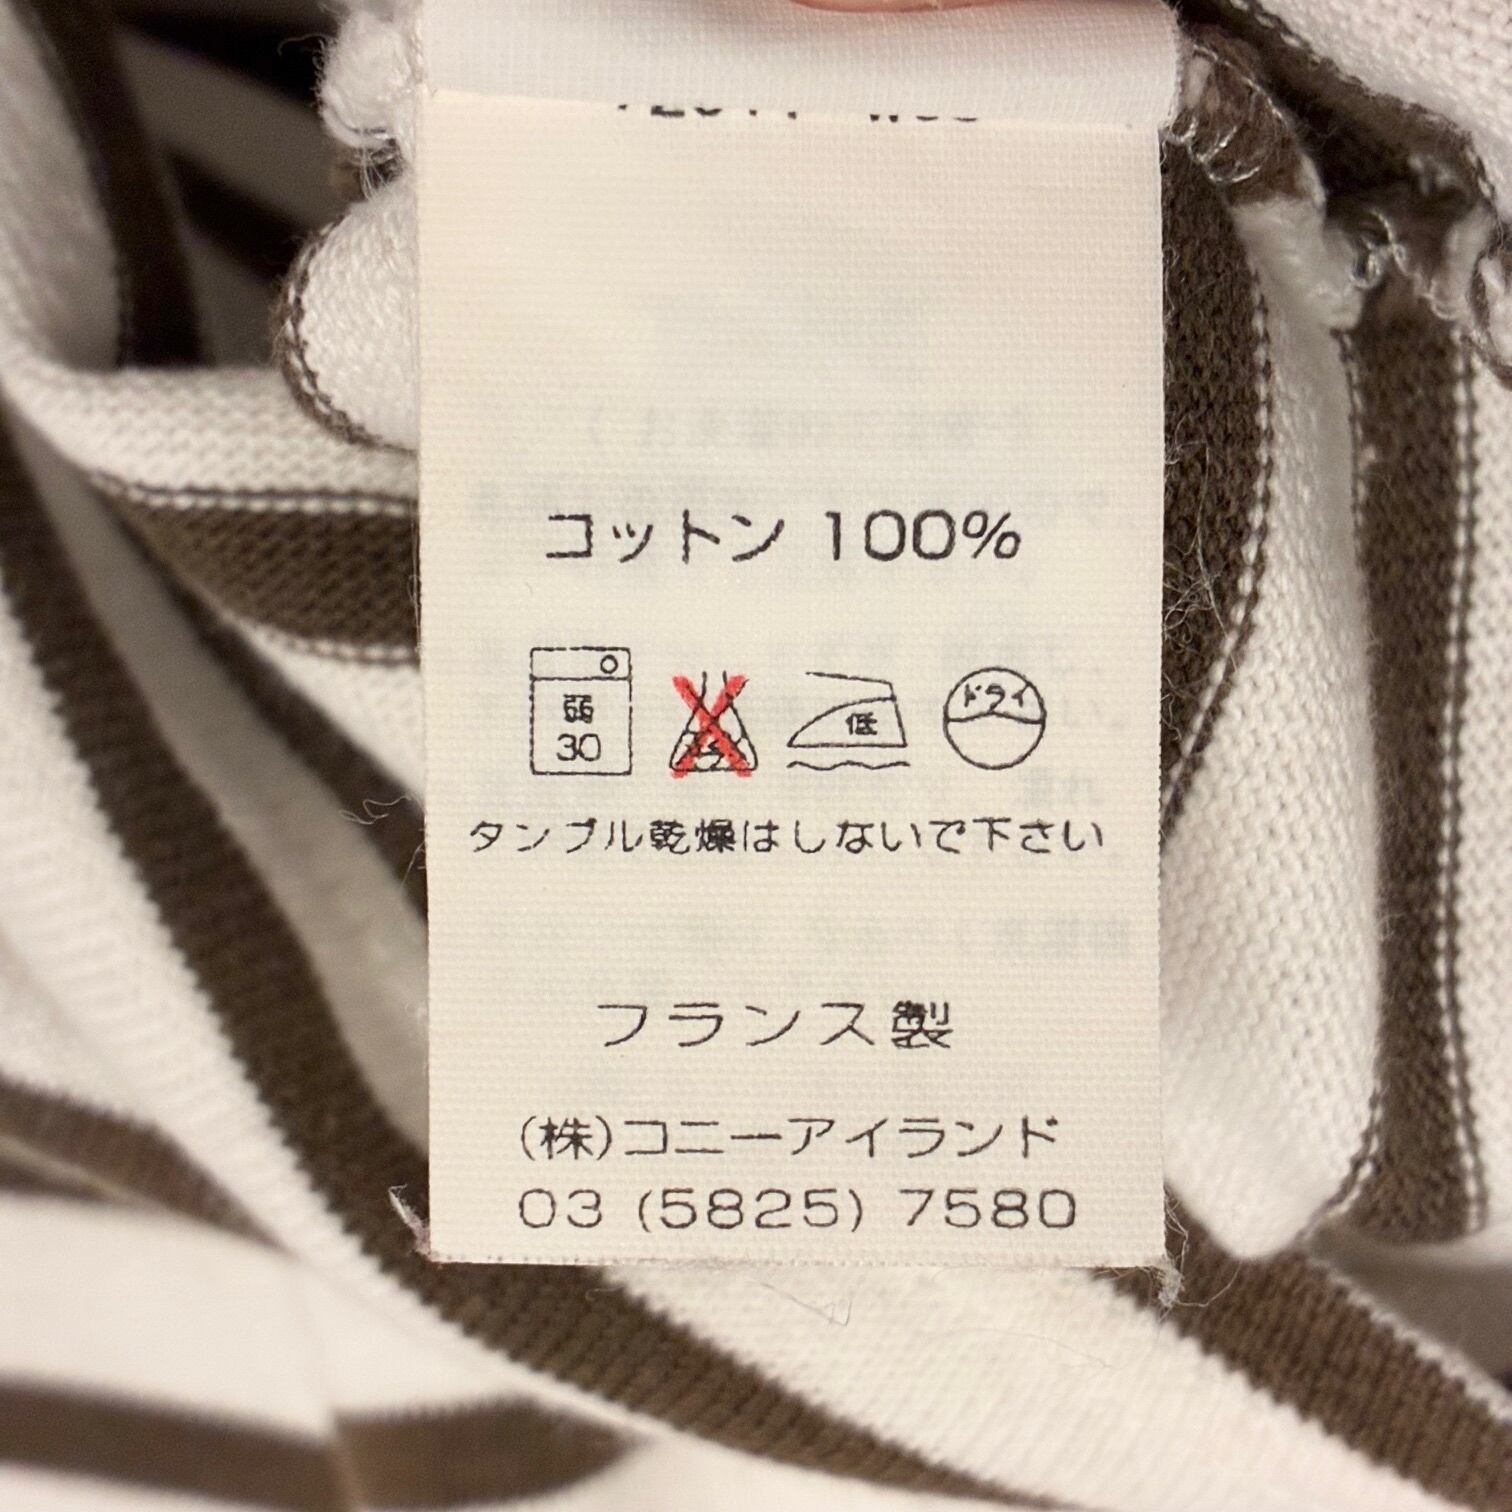 コットン 100%
弱 30 低 ドライ
タンブル乾燥はしないで下さい
フランス製
(株)コニーアイランド
03 (5825) 7580